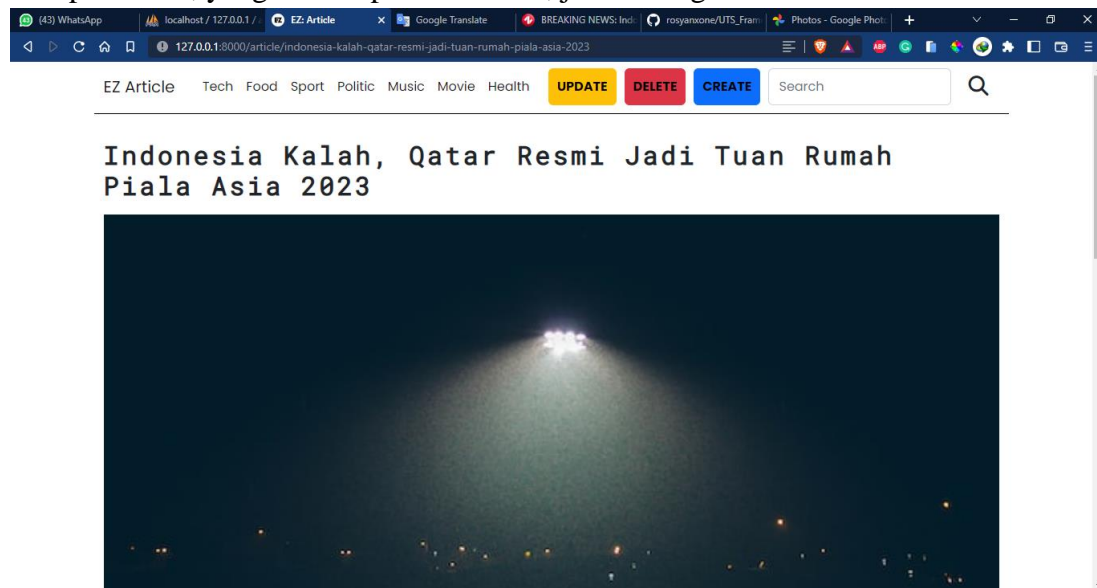 (43) WhatsApp
localhost / 127.0.0.1 /
EZ: Article
Google Translate
BREAKING NEWS: Ind
rosyanxone/UTS_Fram
Photos - Google Phot
127.0.0.1:8000/article/indonesia-kalah-qatar-resmi-jadi-tuan-rumah-piala-asia-2023
EZ Article Tech Food Sport Politic Music Movie Health UPDATE DELETE CREATE Search
Indonesia Kalah, Qatar Resmi Jadi Tuan Rumah
Piala Asia 2023